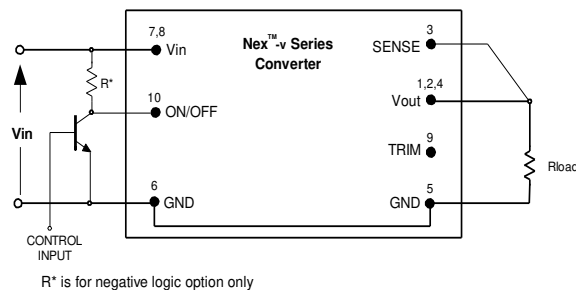 7,8
Vin
Nex™-v Series
Converter
3
SENSE
R*
10
ON/OFF
1,2,4
Vout
Vin
9
TRIM
Rload
6
GND
5
GND
CONTROL
INPUT
R* is for negative logic option only